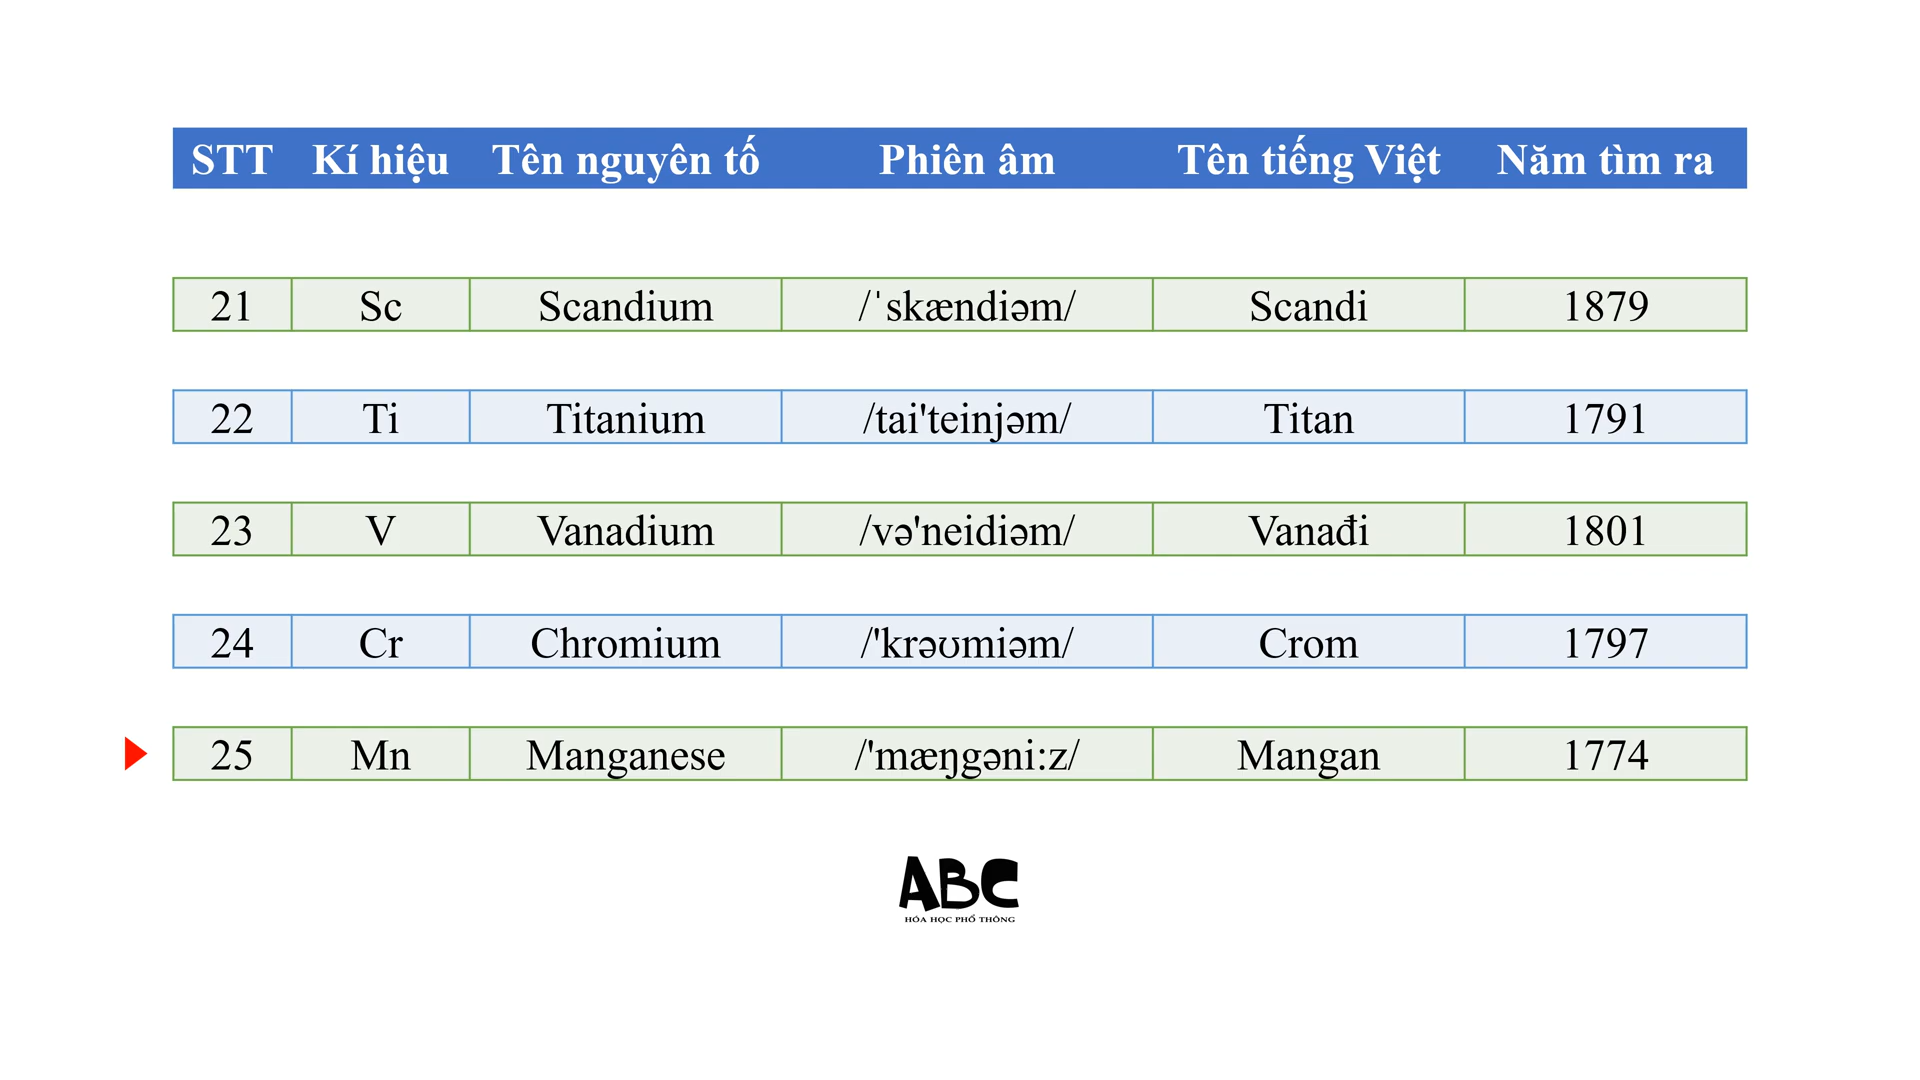 STT Kí hiệu Tên nguyên tố Phiên âm Tên tiếng Việt Năm tìm ra
21 Sc Scandium /ˈskændiəm/ Scandi 1879
22 Ti Titanium /tai'teinjəm/ Titan 1791
23 V Vanadium /və'neidiəm/ Vanađi 1801
24 Cr Chromium /'krəʊmiəm/ Crom 1797
25 Mn Manganese /'mæŋgəni:z/ Mangan 1774
ABC
HÓA HỌC PHỔ THÔNG